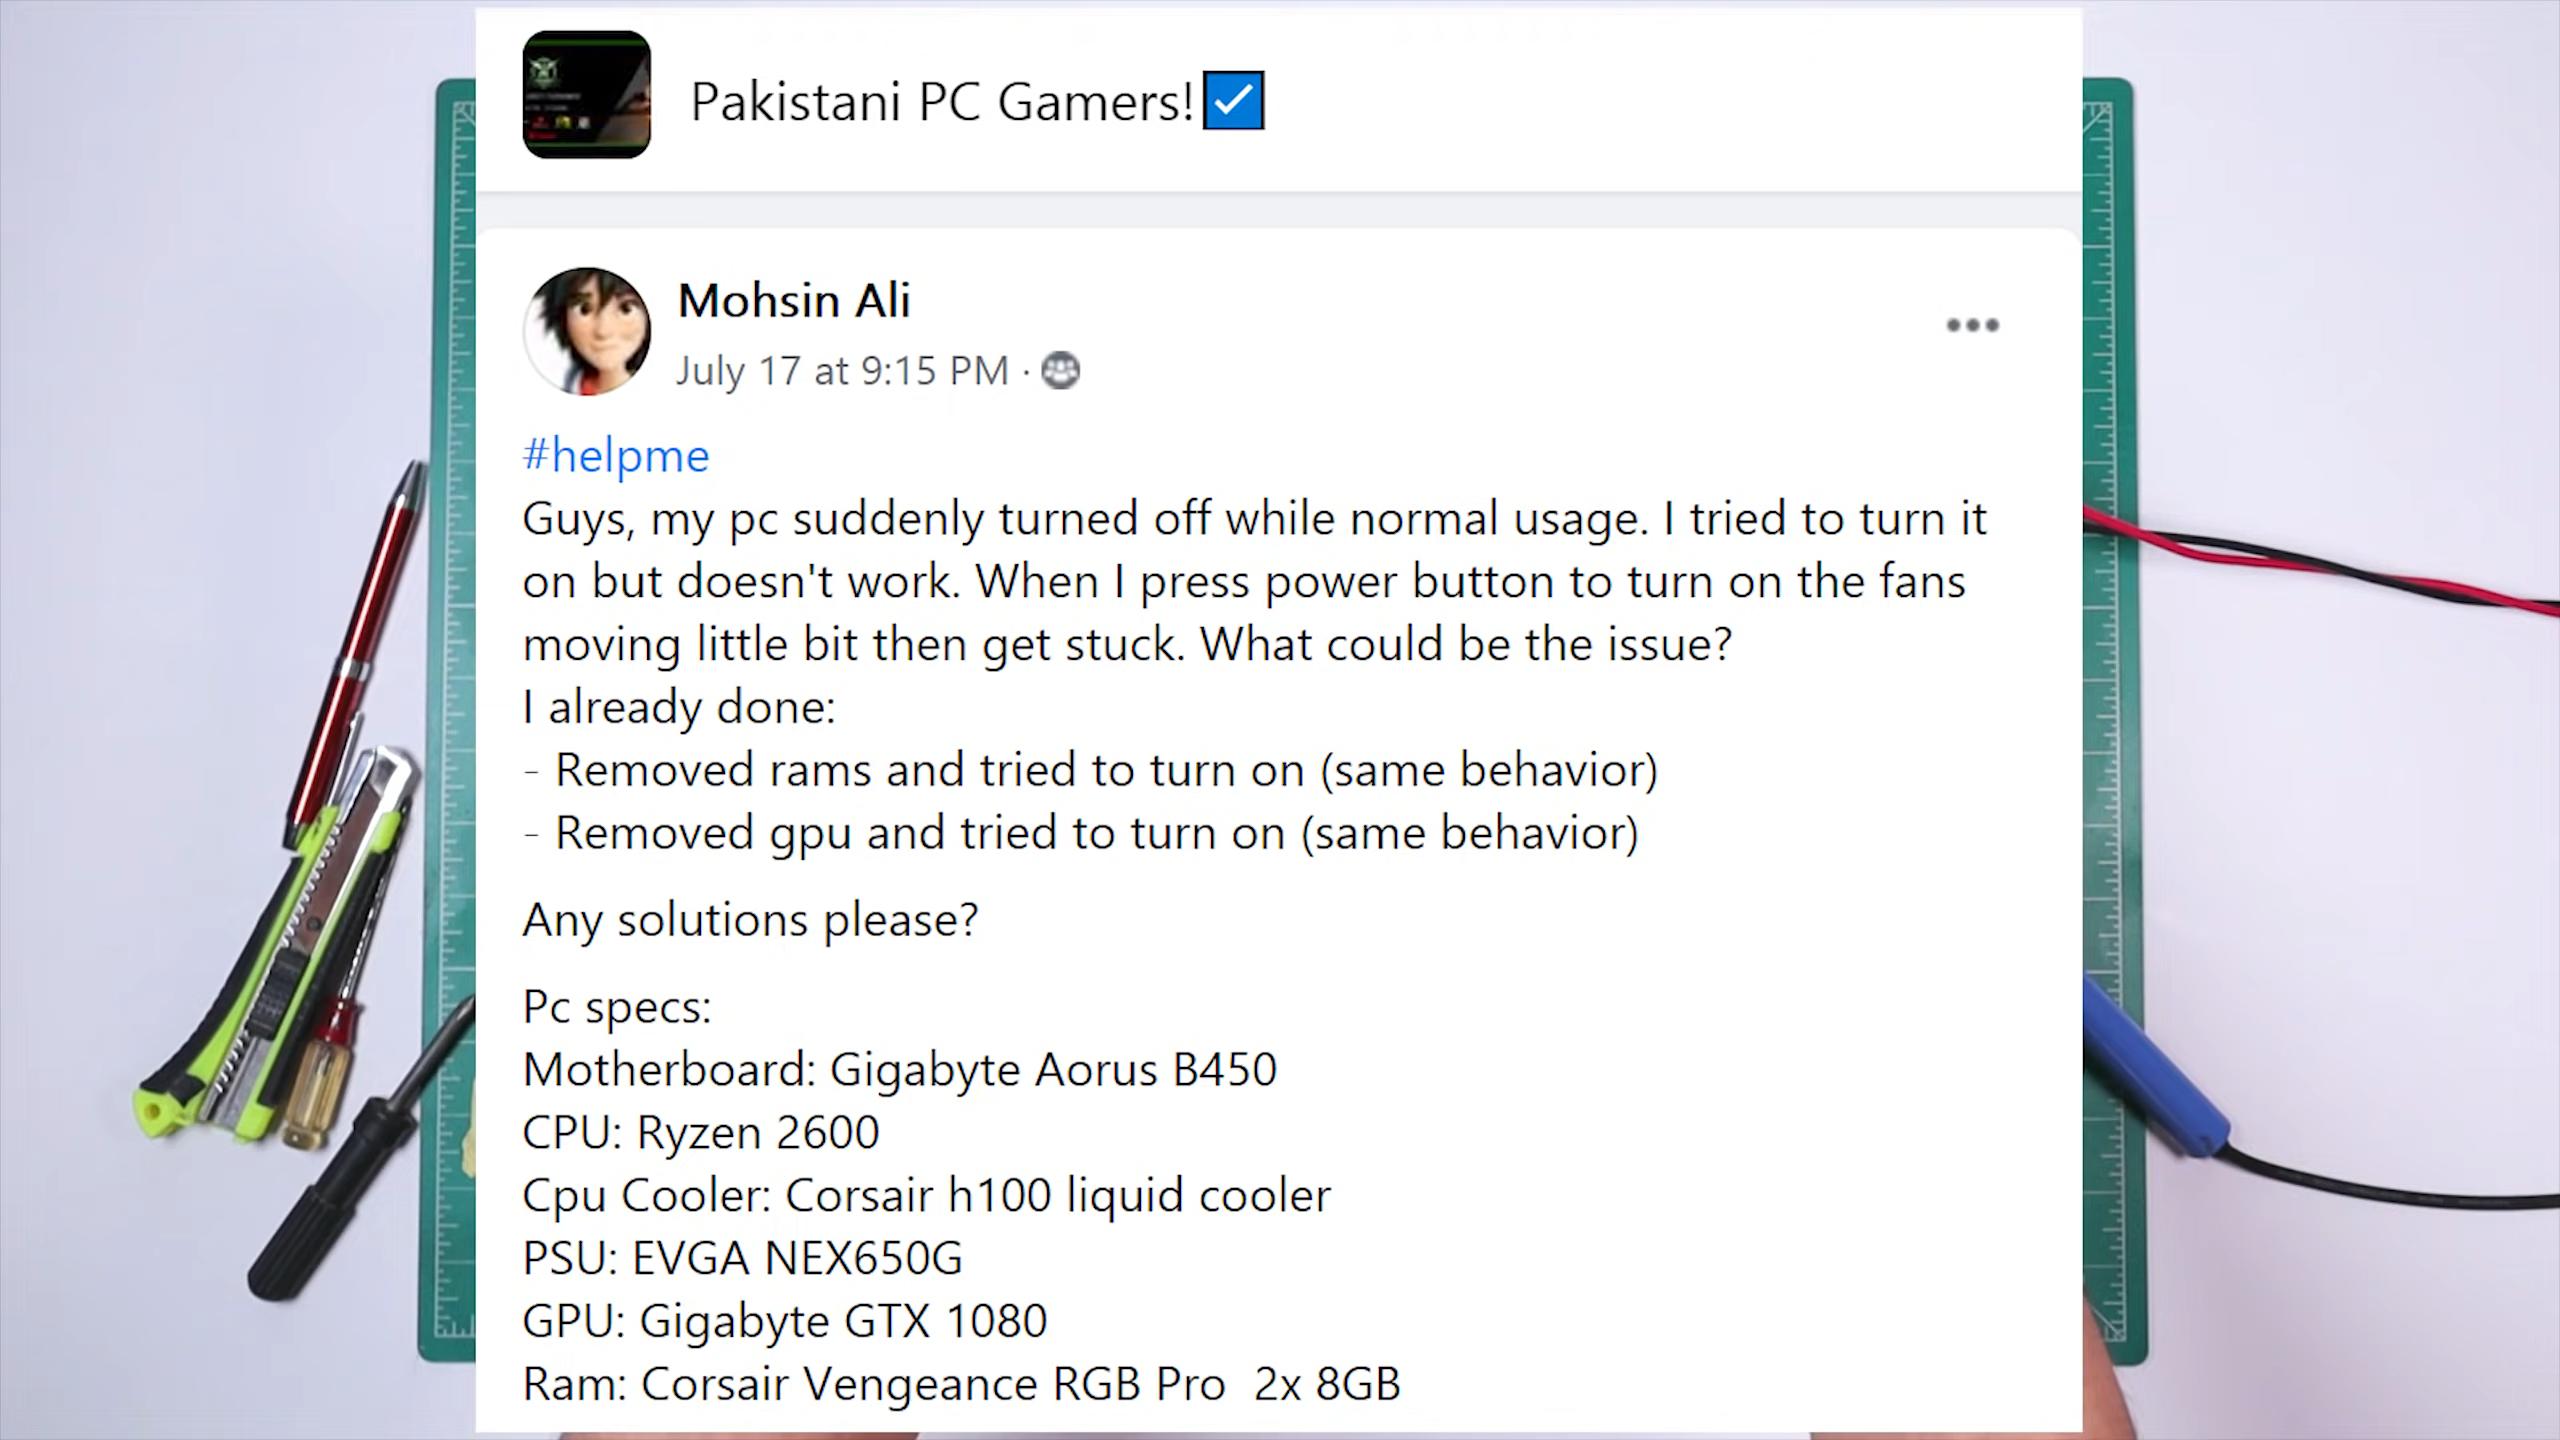 Pakistani PC Gamers!
Mohsin Ali
July 17 at 9:15 PM ·
#helpme
Guys, my pc suddenly turned off while normal usage. I tried to turn it
on but doesn't work. When I press power button to turn on the fans
moving little bit then get stuck. What could be the issue?
I already done:
- Removed rams and tried to turn on (same behavior)
- Removed gpu and tried to turn on (same behavior)
Any solutions please?
Pc specs:
Motherboard: Gigabyte Aorus B450
CPU: Ryzen 2600
Cpu Cooler: Corsair h100 liquid cooler
PSU: EVGA NEX650G
GPU: Gigabyte GTX 1080
Ram: Corsair Vengeance RGB Pro  2x 8GB